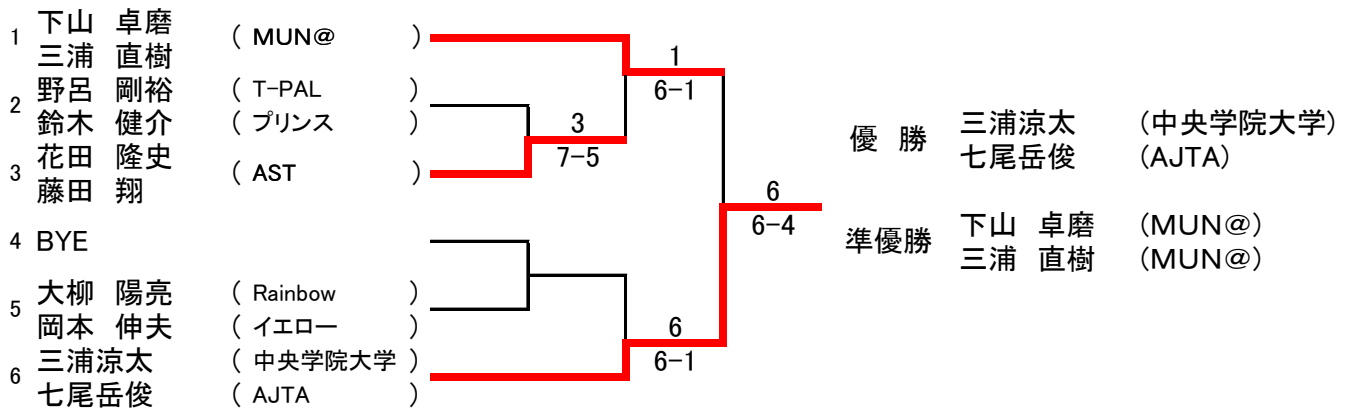 1 下山　卓磨
三浦　直樹
( MUN@ )
2 野呂　剛裕 ( T-PAL )
鈴木　健介 ( プリンス )
3 花田　隆史
藤田　翔
( AST )
4 BYE
5 大柳　陽亮 ( Rainbow )
岡本　伸夫 ( イエロー )
6 三浦涼太 ( 中央学院大学 )
七尾岳俊 ( AJTA )
3
7-5
1
6-1
6
6-1
6
6-4
優　勝 三浦涼太 (中央学院大学)
七尾岳俊 (AJTA)
準優勝 下山　卓磨 (MUN@)
三浦　直樹 (MUN@)